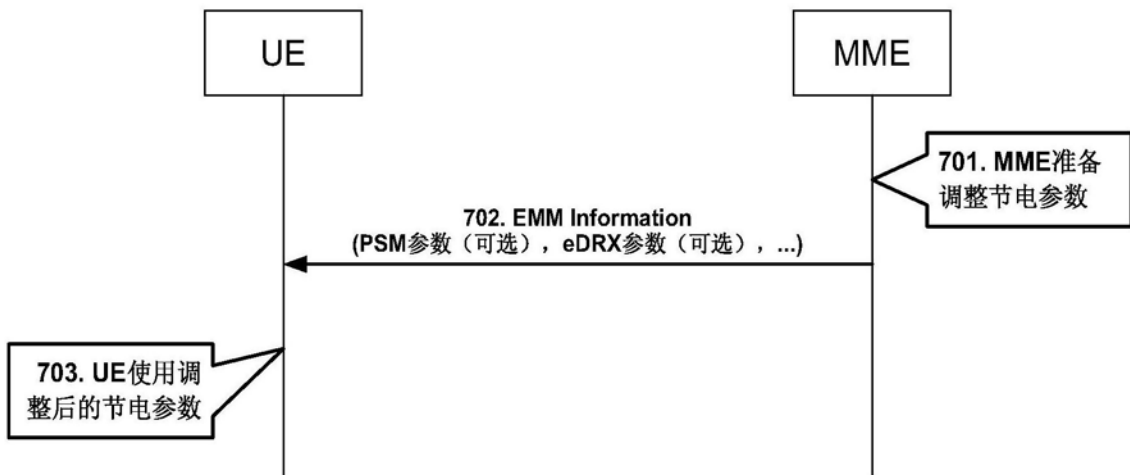 UE
MME
701. MME准备
调整节电参数
702. EMM Information
(PSM参数（可选），eDRX参数（可选），...)
703. UE使用调
整后的节电参数